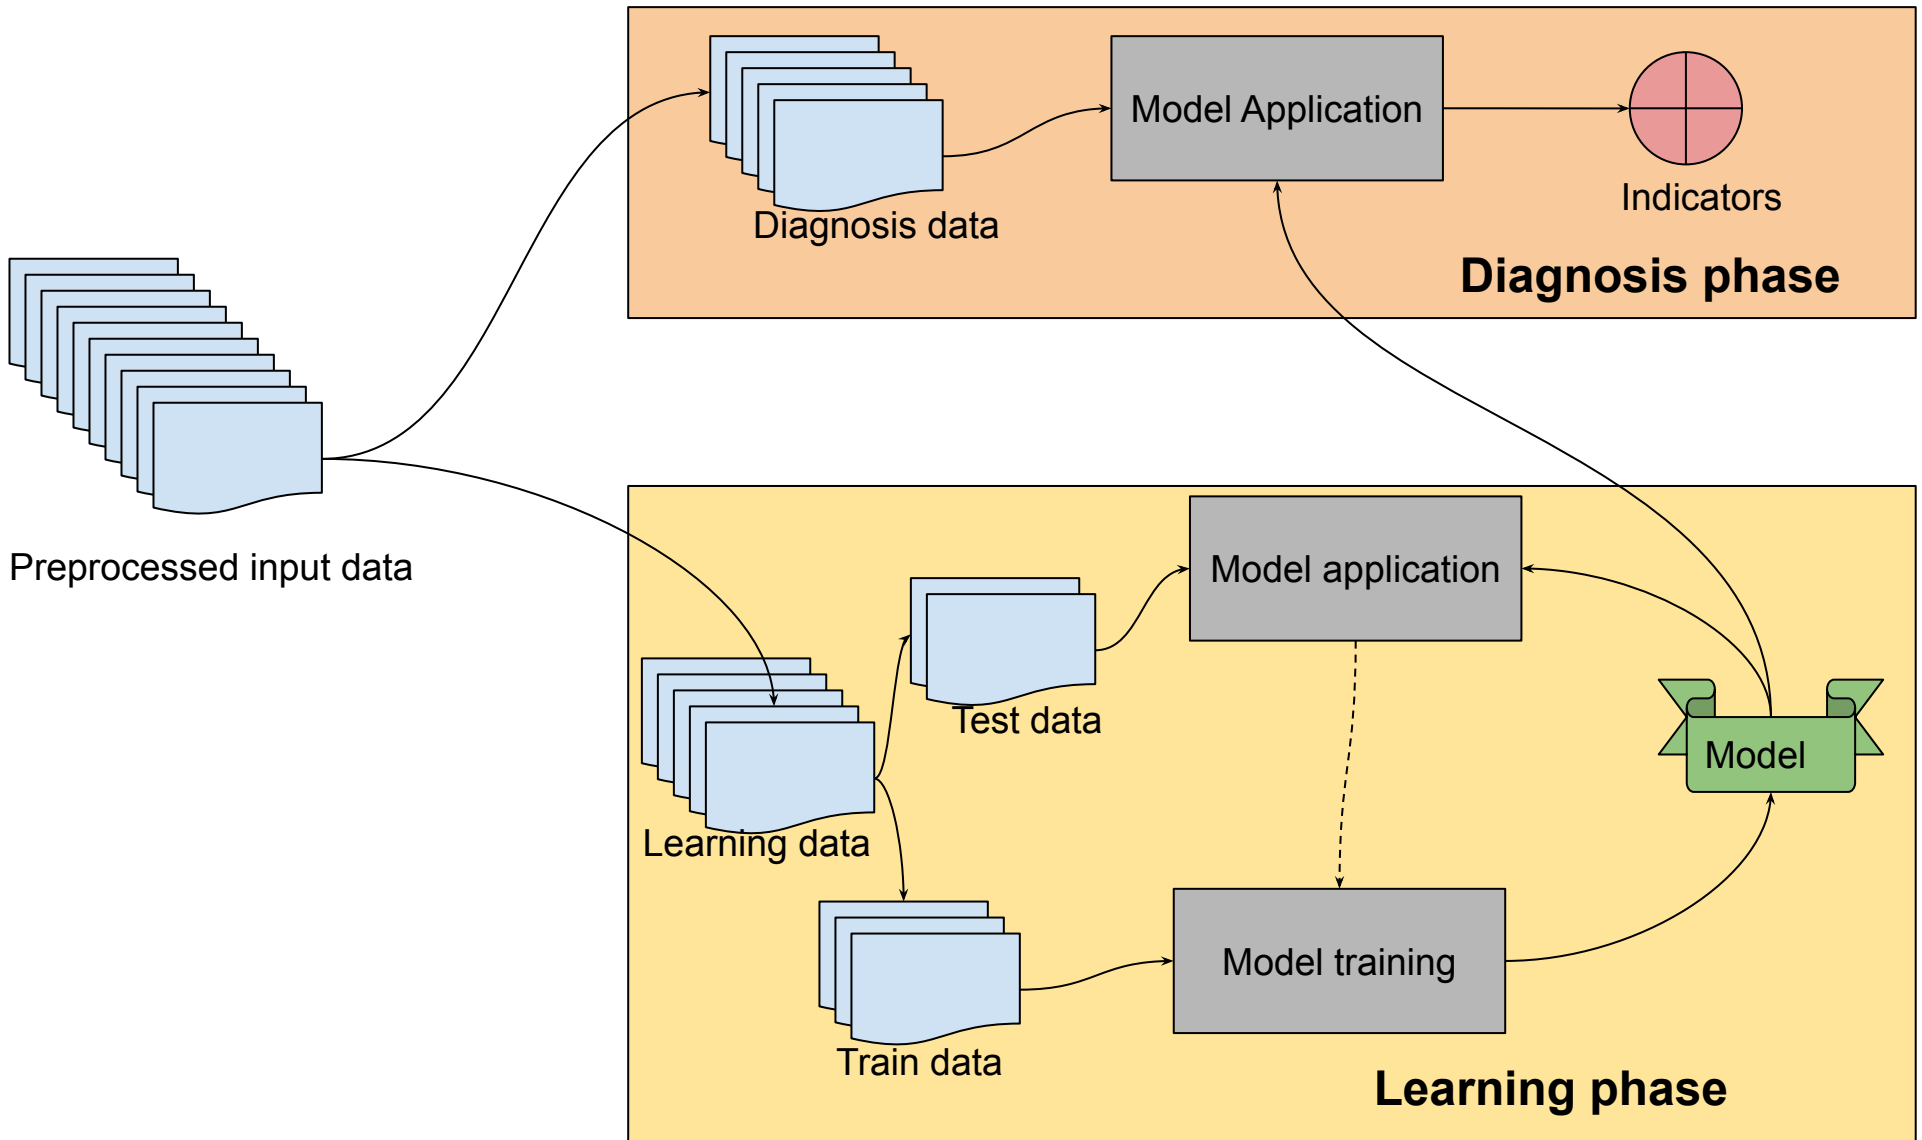 Model Application
Indicators
Diagnosis data
Diagnosis phase
Preprocessed input data
Model application
Test data
Model
Learning data
Model training
Train data
Learning phase